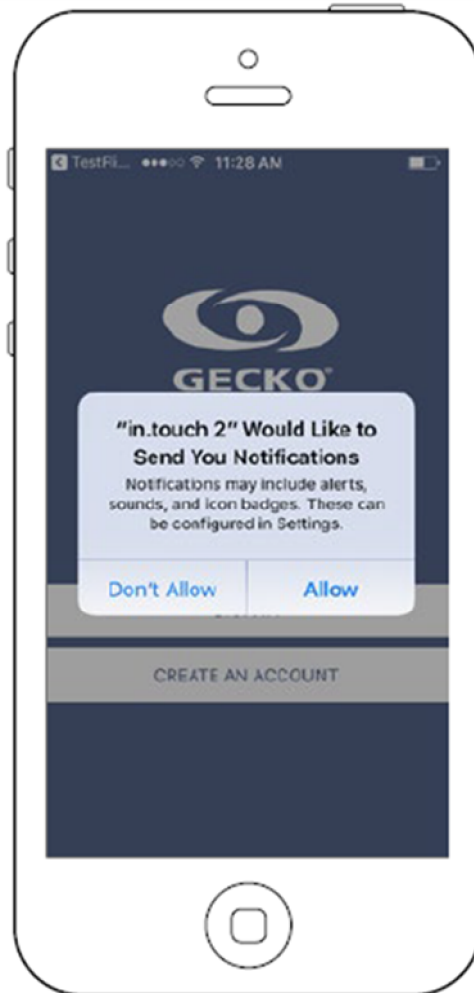 TestFli... 11:28 AM
GECKO®
"in.touch 2" Would Like to
Send You Notifications
Notifications may include alerts,
sounds, and icon badges. These can
be configured in Settings.
Don't Allow Allow
CREATE AN ACCOUNT